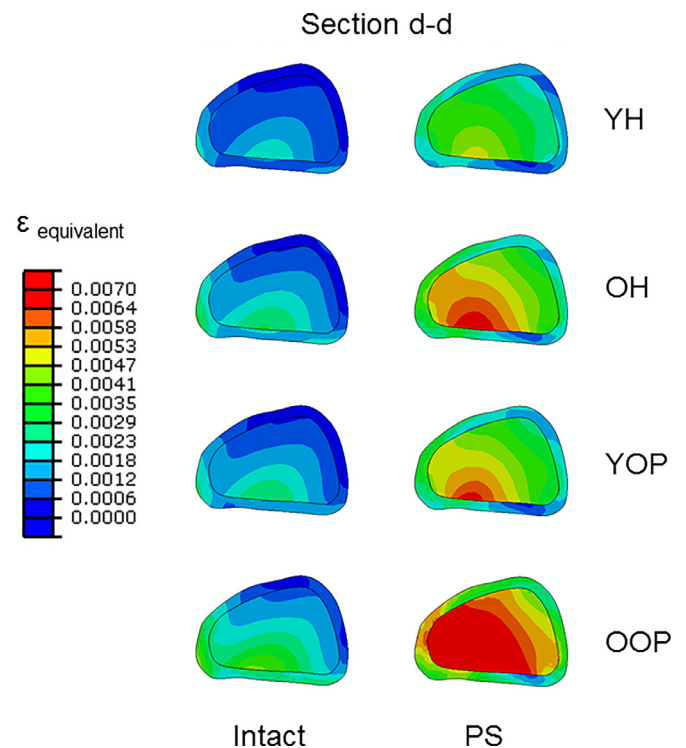 Section d-d
YH
ε equivalent
0.0070
0.0064
0.0058
0.0053
0.0047
0.0041
0.0035
0.0029
0.0023
0.0018
0.0012
0.0006
0.0000
OH
YOP
OOP
Intact PS